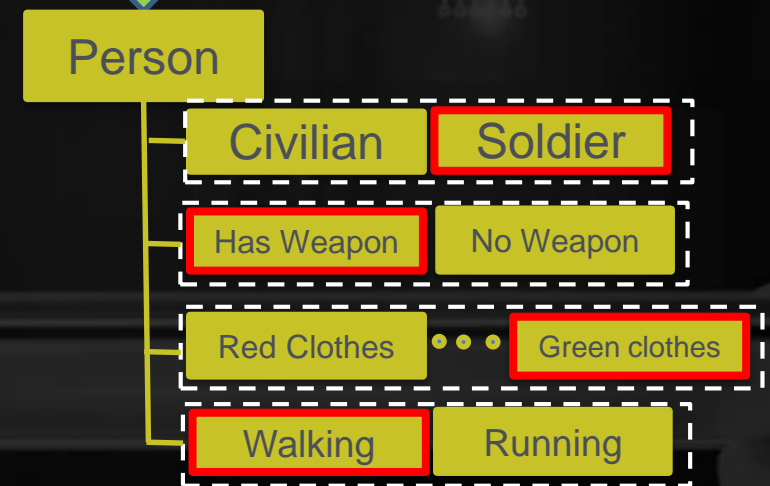 Person
Civilian Soldier
Has Weapon No Weapon
Red Clothes Green clothes
Walking Running